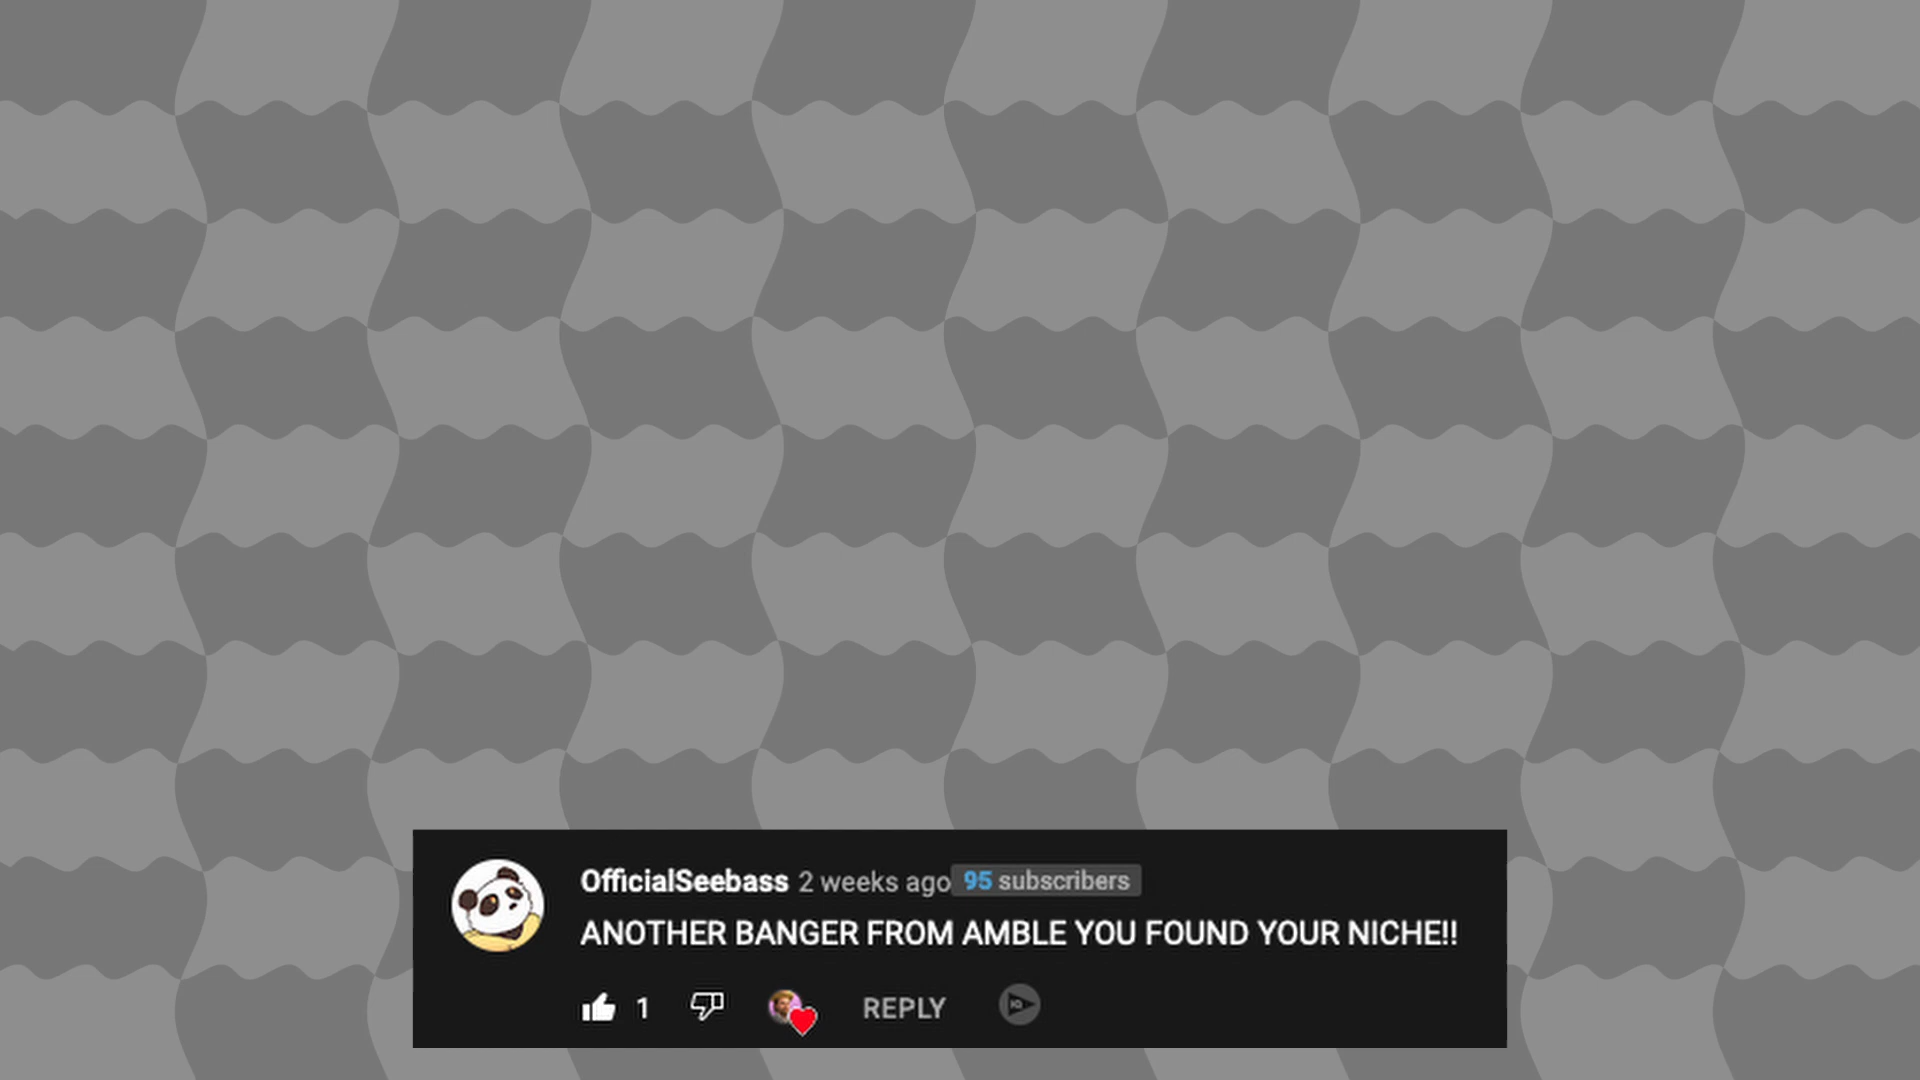 OfficialSeebass 2 weeks ago 95 subscribers
ANOTHER BANGER FROM AMBLE YOU FOUND YOUR NICHE!!
1 REPLY